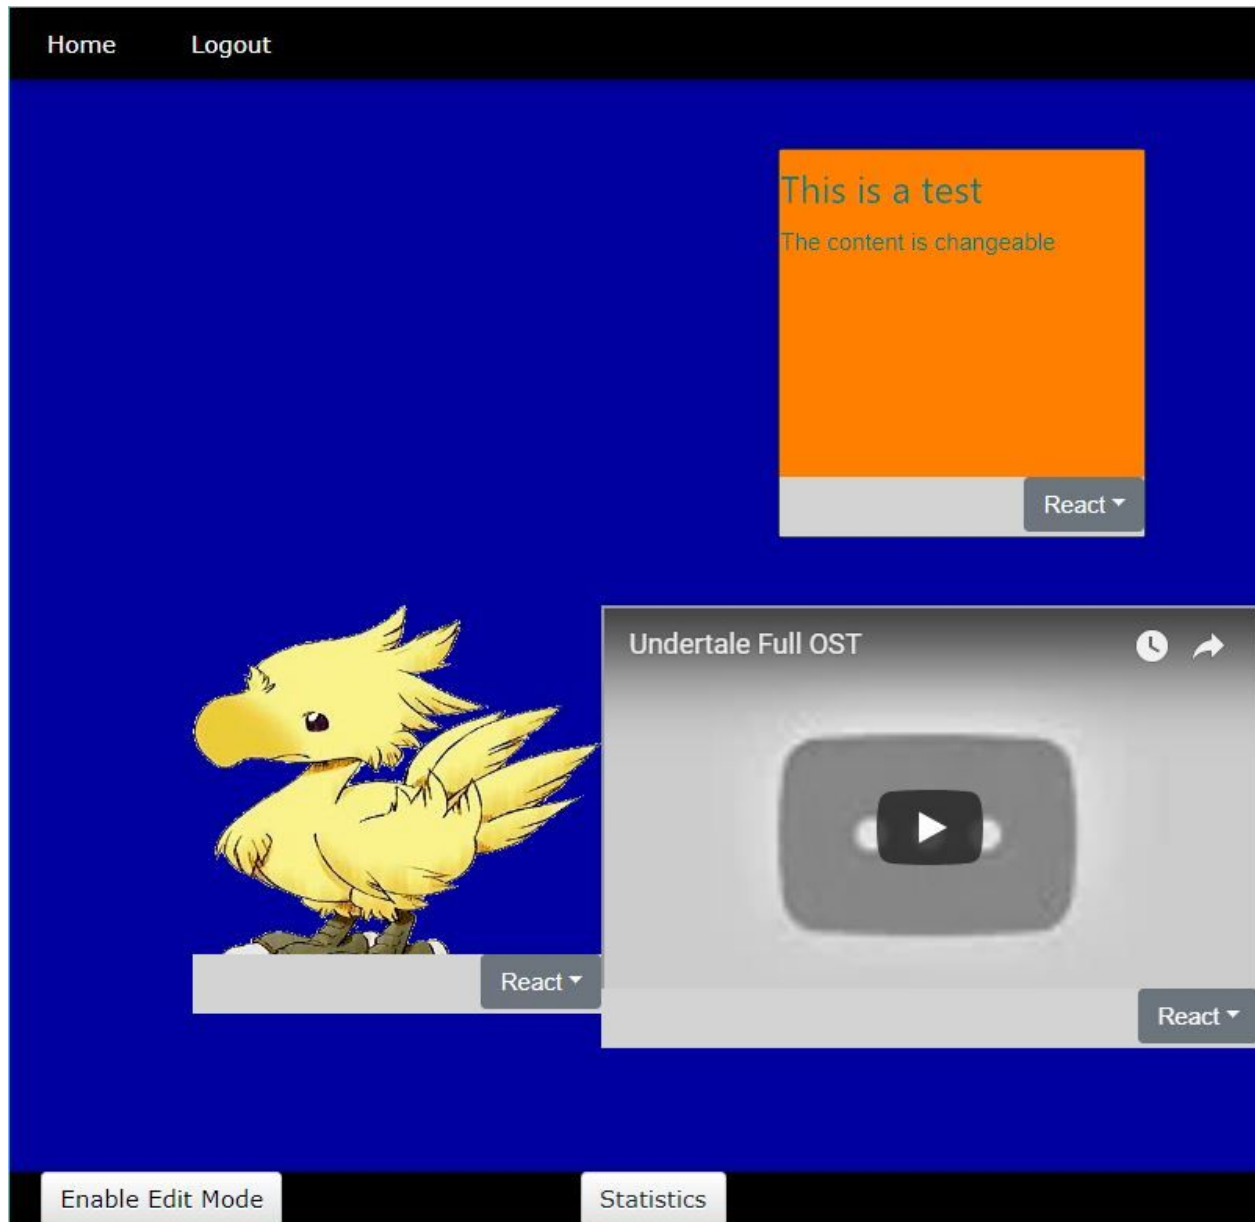 Home Logout
This is a test
The content is changeable
React
Undertale Full OST
React
React
Enable Edit Mode Statistics